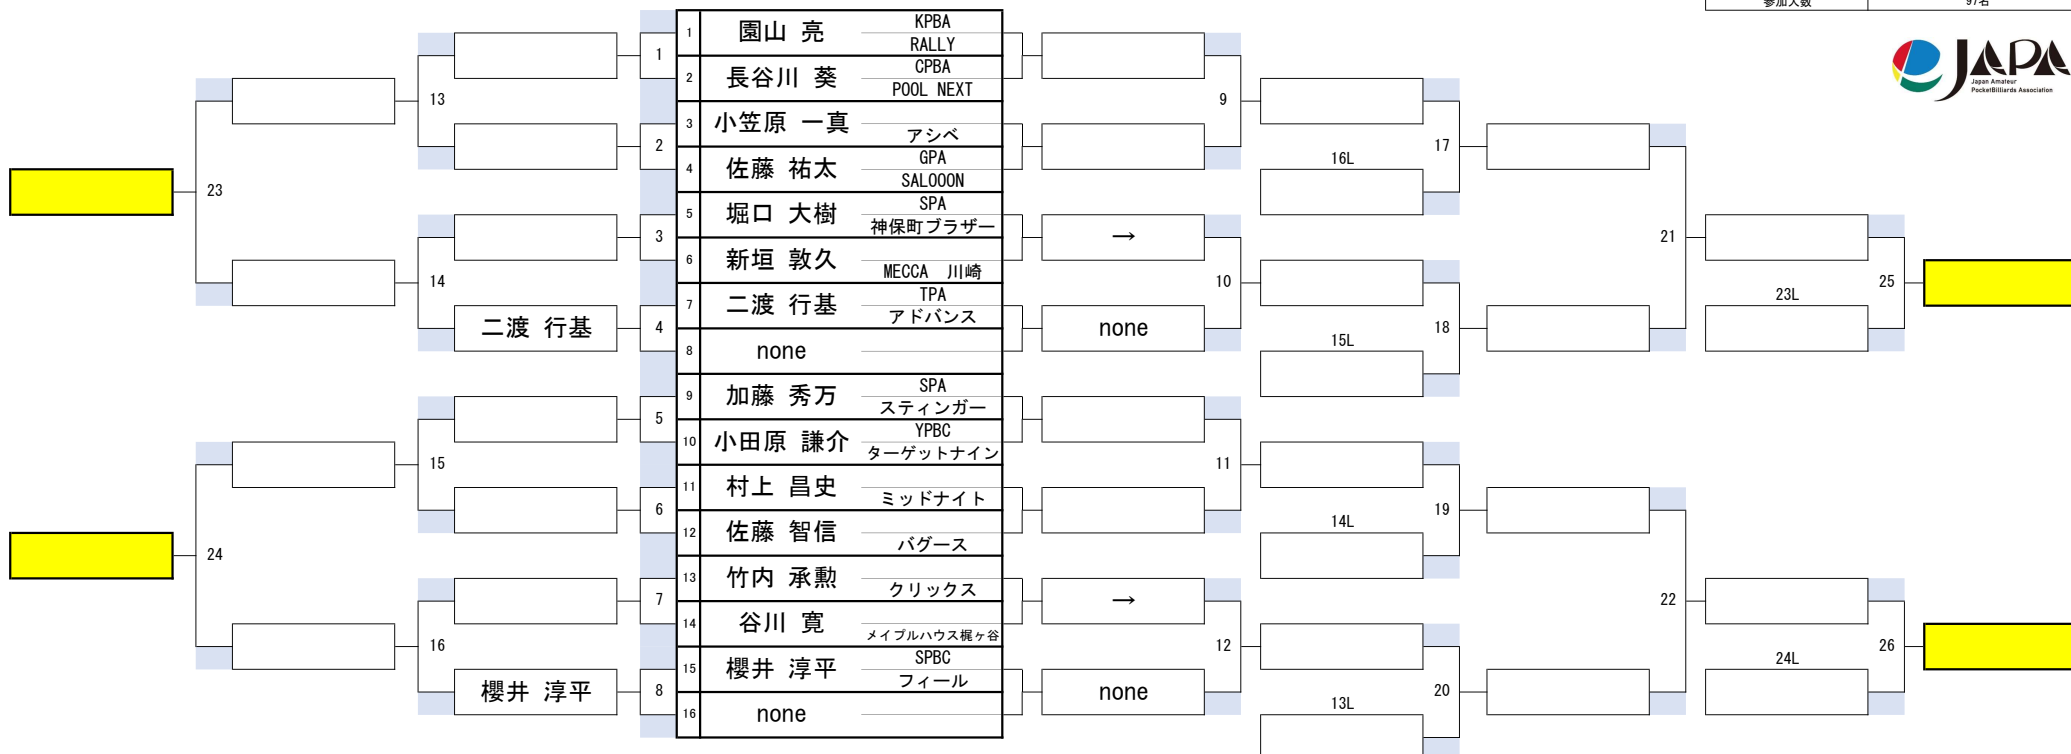 参加人数 97名
JAPA
Japan Amateur
PocketBilliards Association
1 園山 亮 KPBA
RALLY
1
2 長谷川 葵 CPBA
POOL NEXT
13
9
3 小笠原 一真
アシベ
2
17
16L
4 佐藤 祐太 GPA
SALOOON
23
5 堀口 大樹 SPA
神保町ブラザー
3
→
21
6 新垣 敦久
MECCA 川崎
14
10
25
23L
7 二渡 行基 TPA
アドバンス
二渡 行基 4
none
18
15L
8 none
9 加藤 秀万 SPA
スティンガー
5
10 小田原 謙介 YPBC
ターゲットナイン
15
11
11 村上 昌史
ミッドナイト
6
19
14L
12 佐藤 智信
バグース
24
13 竹内 承勲
クリックス
7
→
22
14 谷川 寛
メイプルハウス梶ヶ谷
16
12
26
24L
15 櫻井 淳平 SPBC
フィール
櫻井 淳平 8
none
20
13L
16 none